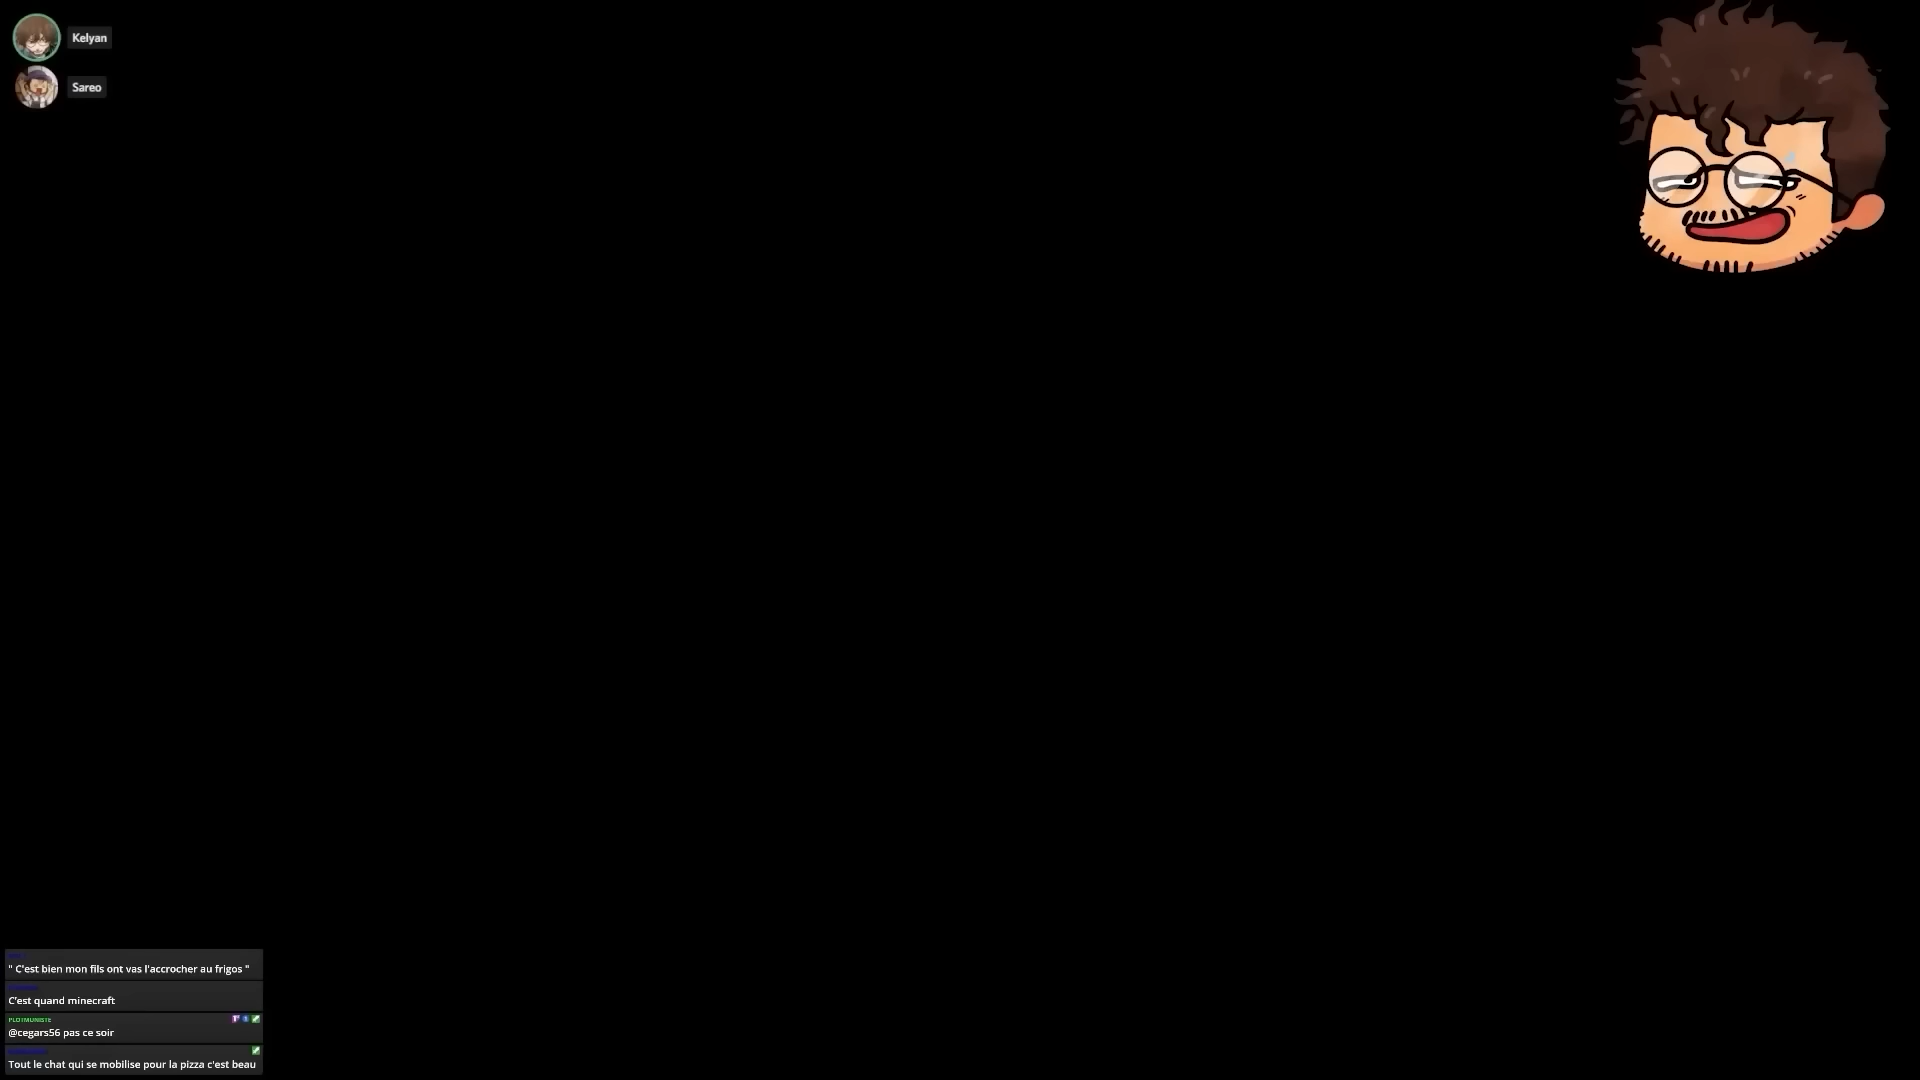 Kelyan
Sareo
" C'est bien mon fils ont vas l'accrocher au frigos "
C'est quand minecraft
PLOTMUNISTE
@cegars56 pas ce soir
Tout le chat qui se mobilise pour la pizza c'est beau